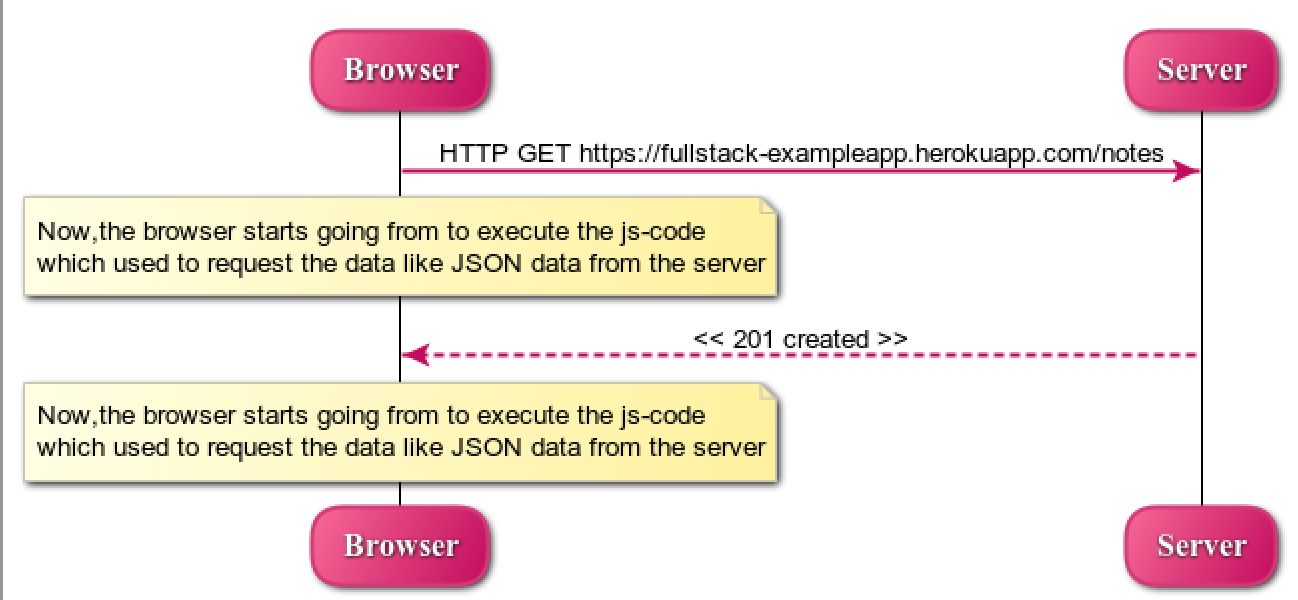 Browser
Server
HTTP GET https://fullstack-exampleapp.herokuapp.com/notes
Now,the browser starts going from to execute the js-code
which used to request the data like JSON data from the server
<< 201 created >>
Now,the browser starts going from to execute the js-code
which used to request the data like JSON data from the server
Browser
Server